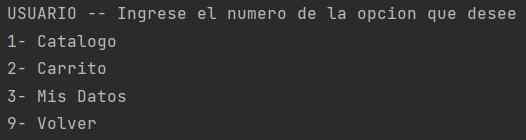 USUARIO -- Ingrese el numero de la opcion que desee
1- Catalogo
2- Carrito
3- Mis Datos
9- Volver